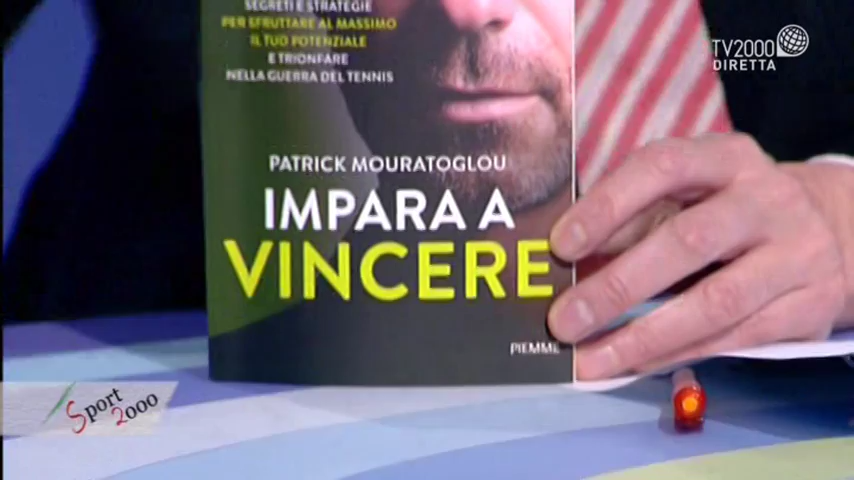 SEGRETI E STRATEGIE
PER SFRUTTARE AL MASSIMO
IL TUO POTENZIALE
E TRIONFARE
NELLA GUERRA DEL TENNIS
PATRICK MOURATOGLOU
IMPARA A
VINCERE
PIEMME
TV2000
DIRETTA
Sport
2000